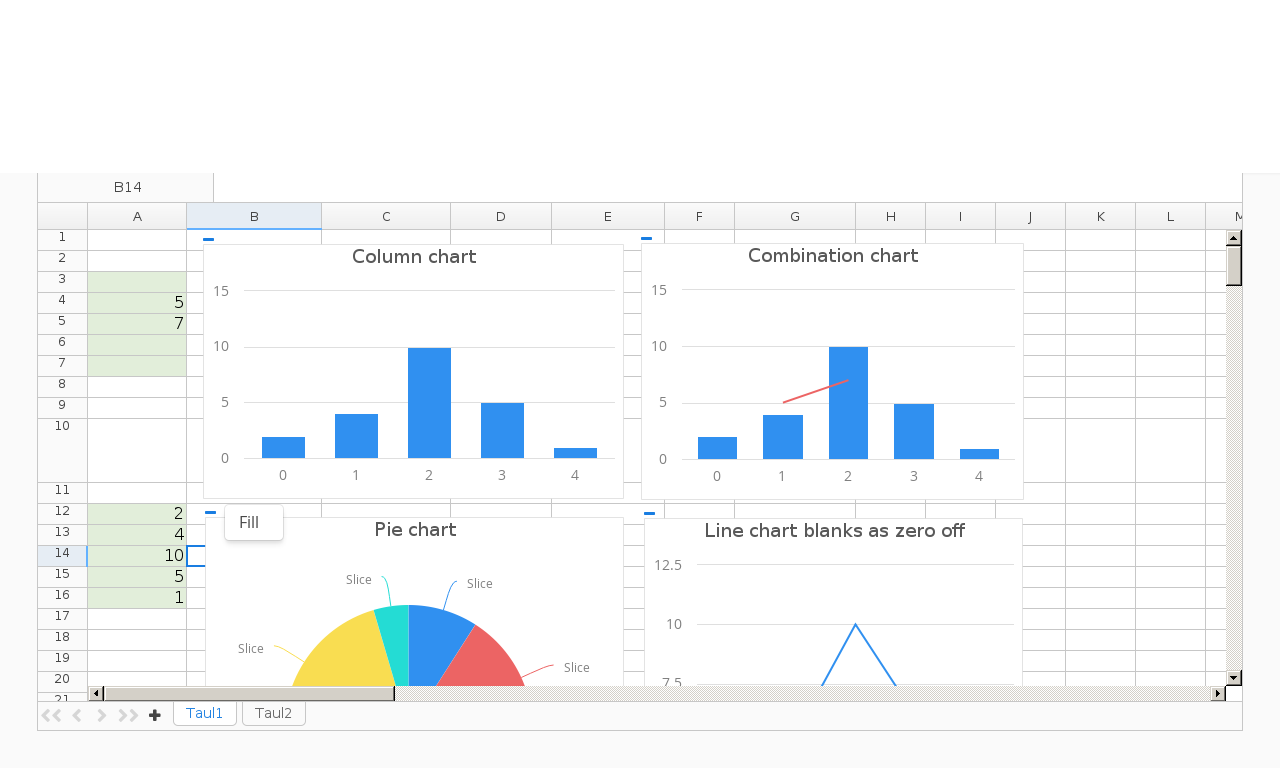 B14
A B C D E F G H I J K L M
1
2
3
4 5
5 7
6
7
8
9
10
11
12 2
13 4
14 10
15 5
16 1
17
18
19
20
21
Column chart
15
10
5
0
0 1 2 3 4
Combination chart
15
10
5
0
0 1 2 3 4
Fill
Pie chart
Slice
Slice
Slice
Slice
Line chart blanks as zero off
12.5
10
7.5
Taul1 Taul2